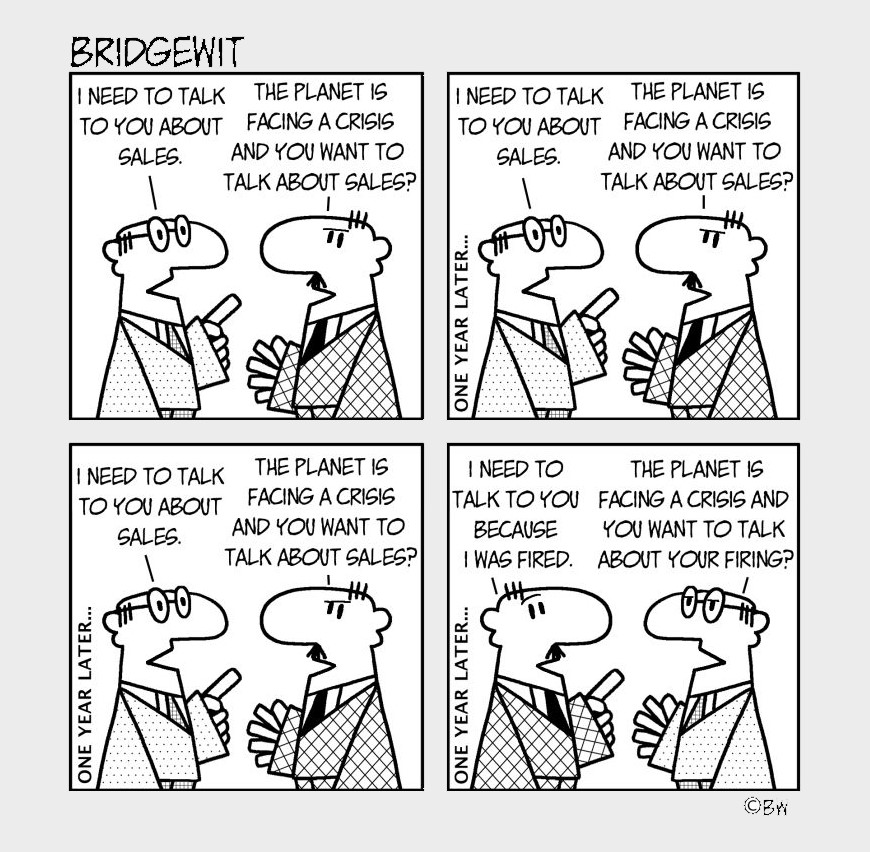 BRIDGEWIT
I NEED TO TALK
TO YOU ABOUT
SALES.
THE PLANET IS
FACING A CRISIS
AND YOU WANT TO
TALK ABOUT SALES?
ONE YEAR LATER...
I NEED TO TALK
TO YOU ABOUT
SALES.
THE PLANET IS
FACING A CRISIS
AND YOU WANT TO
TALK ABOUT SALES?
ONE YEAR LATER...
I NEED TO TALK
TO YOU ABOUT
SALES.
THE PLANET IS
FACING A CRISIS
AND YOU WANT TO
TALK ABOUT SALES?
ONE YEAR LATER...
I NEED TO
TALK TO YOU
BECAUSE
I WAS FIRED.
THE PLANET IS
FACING A CRISIS AND
YOU WANT TO TALK
ABOUT YOUR FIRING?
©BW